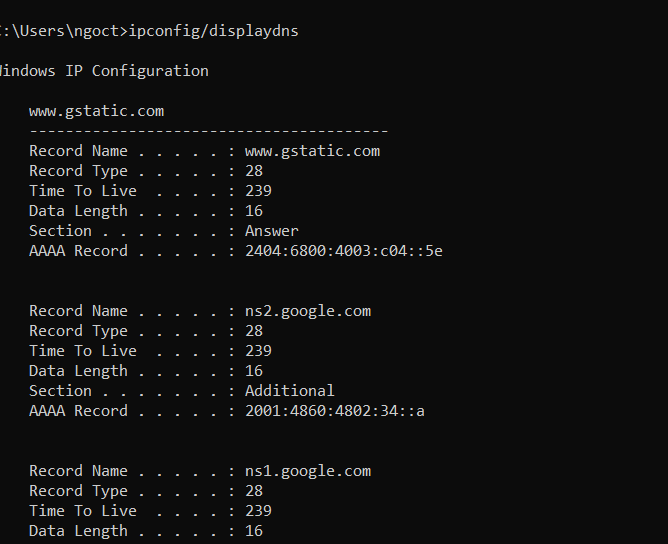 C:\Users\ngoct>ipconfig/displaydns
Windows IP Configuration
www.gstatic.com
----------------------------------------
Record Name . . . . . : www.gstatic.com
Record Type . . . . . : 28
Time To Live  . . . . : 239
Data Length . . . . . : 16
Section . . . . . . . : Answer
AAAA Record . . . . . : 2404:6800:4003:c04::5e
Record Name . . . . . : ns2.google.com
Record Type . . . . . : 28
Time To Live  . . . . : 239
Data Length . . . . . : 16
Section . . . . . . . : Additional
AAAA Record . . . . . : 2001:4860:4802:34::a
Record Name . . . . . : ns1.google.com
Record Type . . . . . : 28
Time To Live  . . . . : 239
Data Length . . . . . : 16